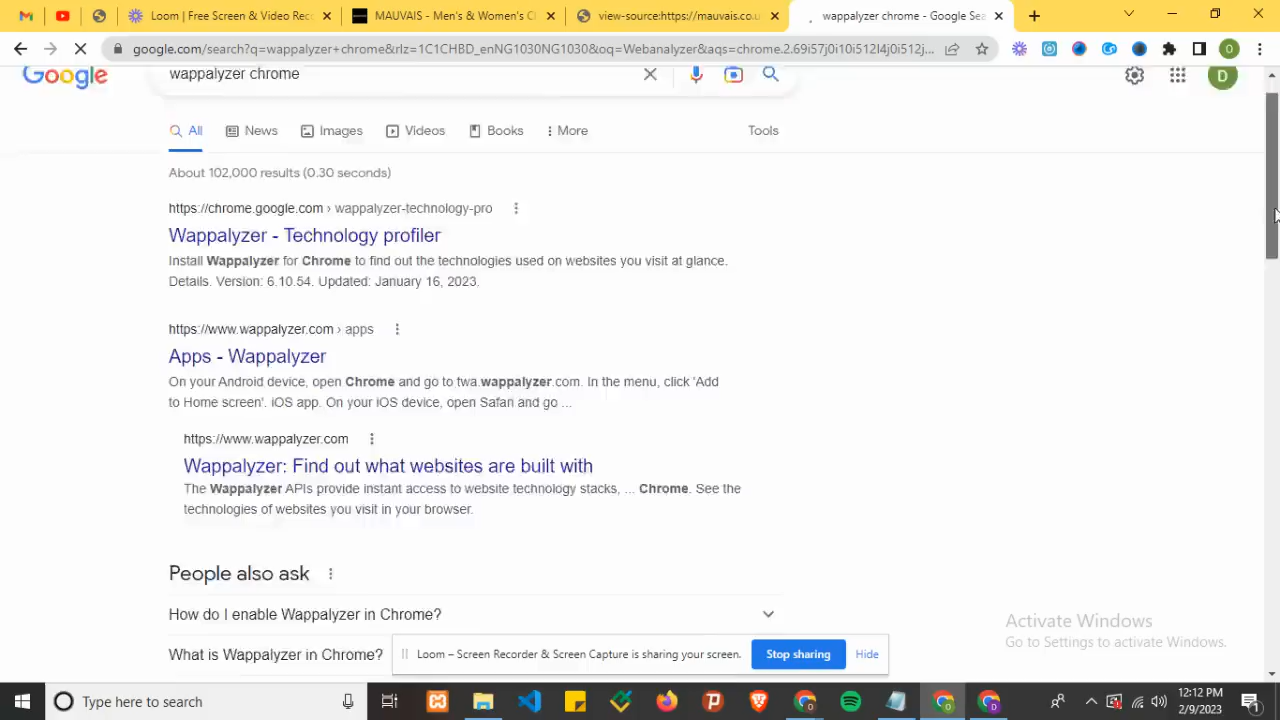 Loom | Free Screen & Video Rec
MAUVAIS - Men's & Women's Cl
view-source:https://mauvais.co.u
wappalyzer chrome - Google Sea
google.com/search?q=wappalyzer+chrome&rlz=1C1CHBD_enNG1030NG1030&oq=Webanalyzer&aqs=chrome.2.69i57j0i10i512l4j0i512j...
O
Google
wappalyzer chrome
D
All
News
Images
Videos
Books
More
Tools
About 102,000 results (0.30 seconds)
https://chrome.google.com › wappalyzer-technology-pro
Wappalyzer - Technology profiler
Install Wappalyzer for Chrome to find out the technologies used on websites you visit at glance.
Details. Version: 6.10.54. Updated: January 16, 2023.
https://www.wappalyzer.com › apps
Apps - Wappalyzer
On your Android device, open Chrome and go to twa.wappalyzer.com. In the menu, click 'Add
to Home screen'. iOS app. On your iOS device, open Safari and go ...
https://www.wappalyzer.com
Wappalyzer: Find out what websites are built with
The Wappalyzer APIs provide instant access to website technology stacks, ... Chrome. See the
technologies of websites you visit in your browser.
People also ask
How do I enable Wappalyzer in Chrome?
What is Wappalyzer in Chrome?
Loom – Screen Recorder & Screen Capture is sharing your screen.
Stop sharing
Hide
Activate Windows
Go to Settings to activate Windows.
Type here to search
12:12 PM
2/9/2023